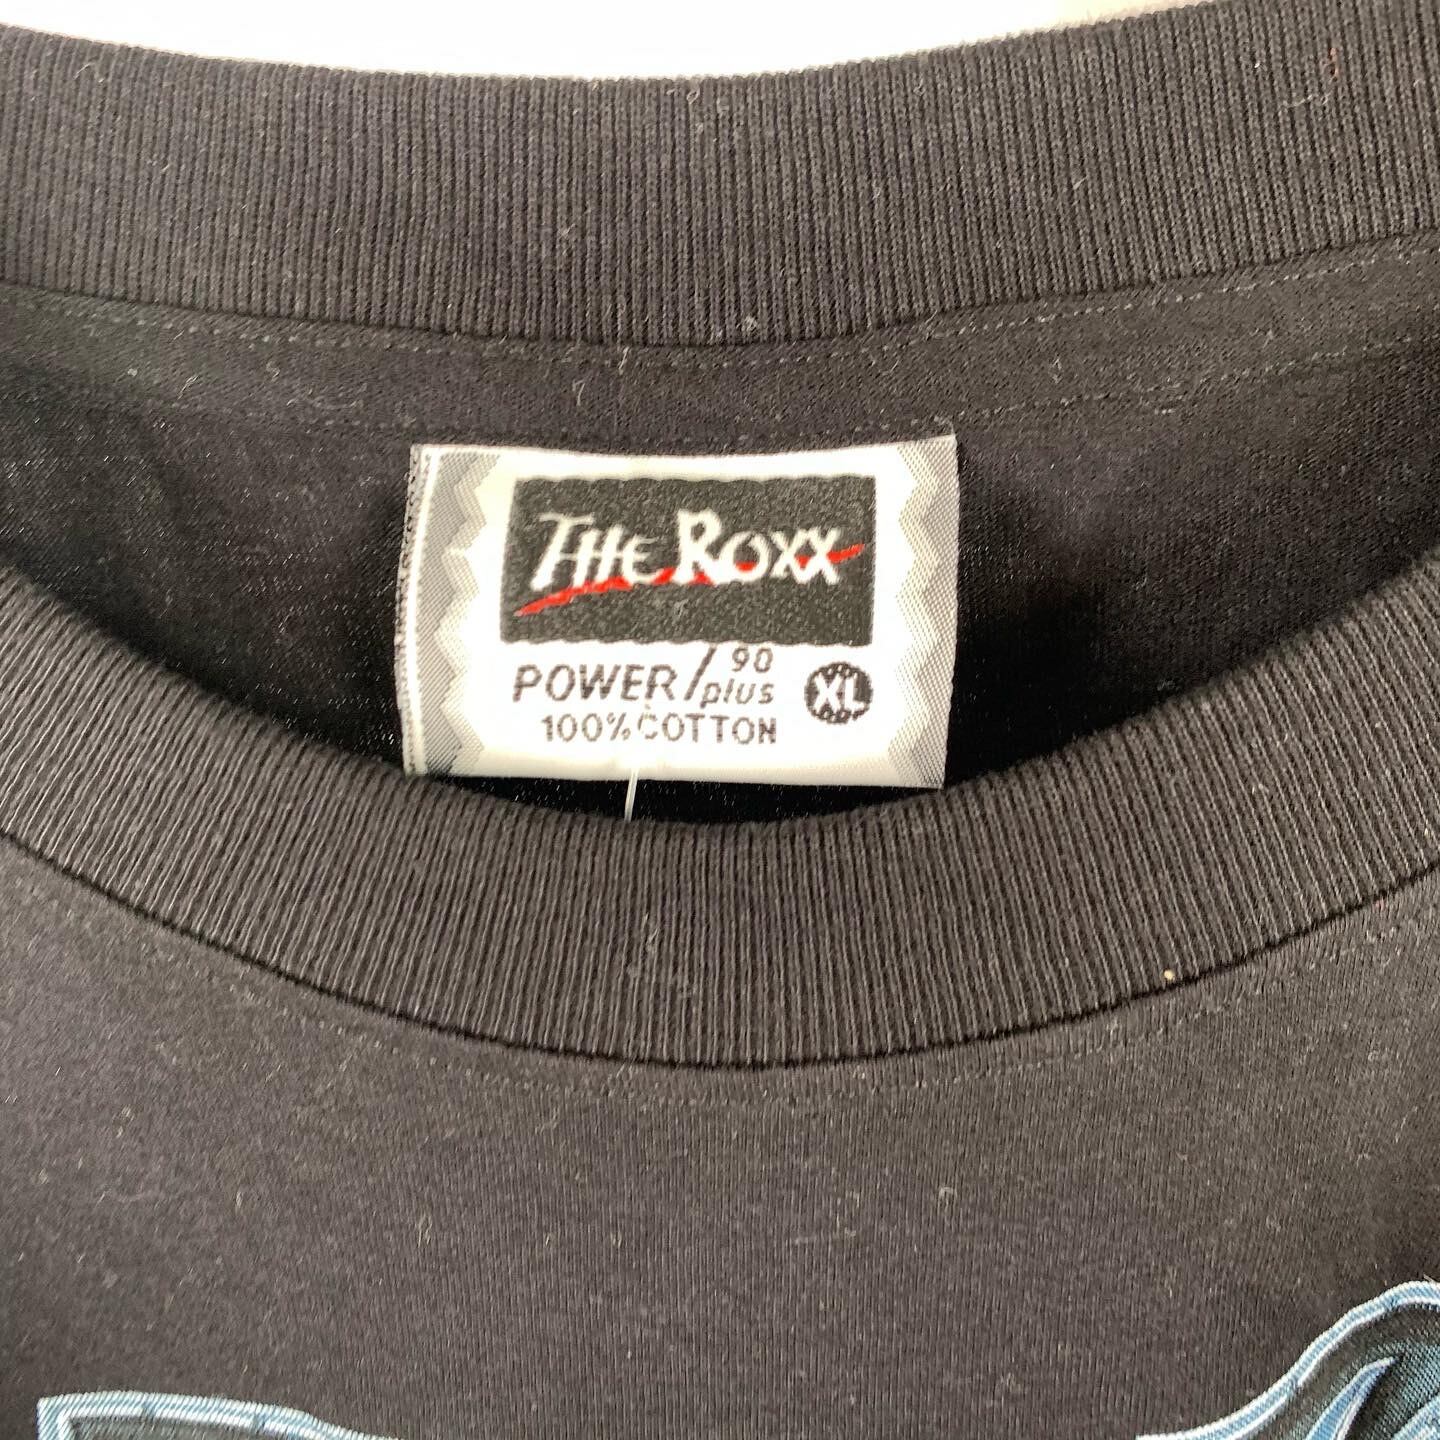 THE ROXX
POWER/90 plus XL
100% COTTON